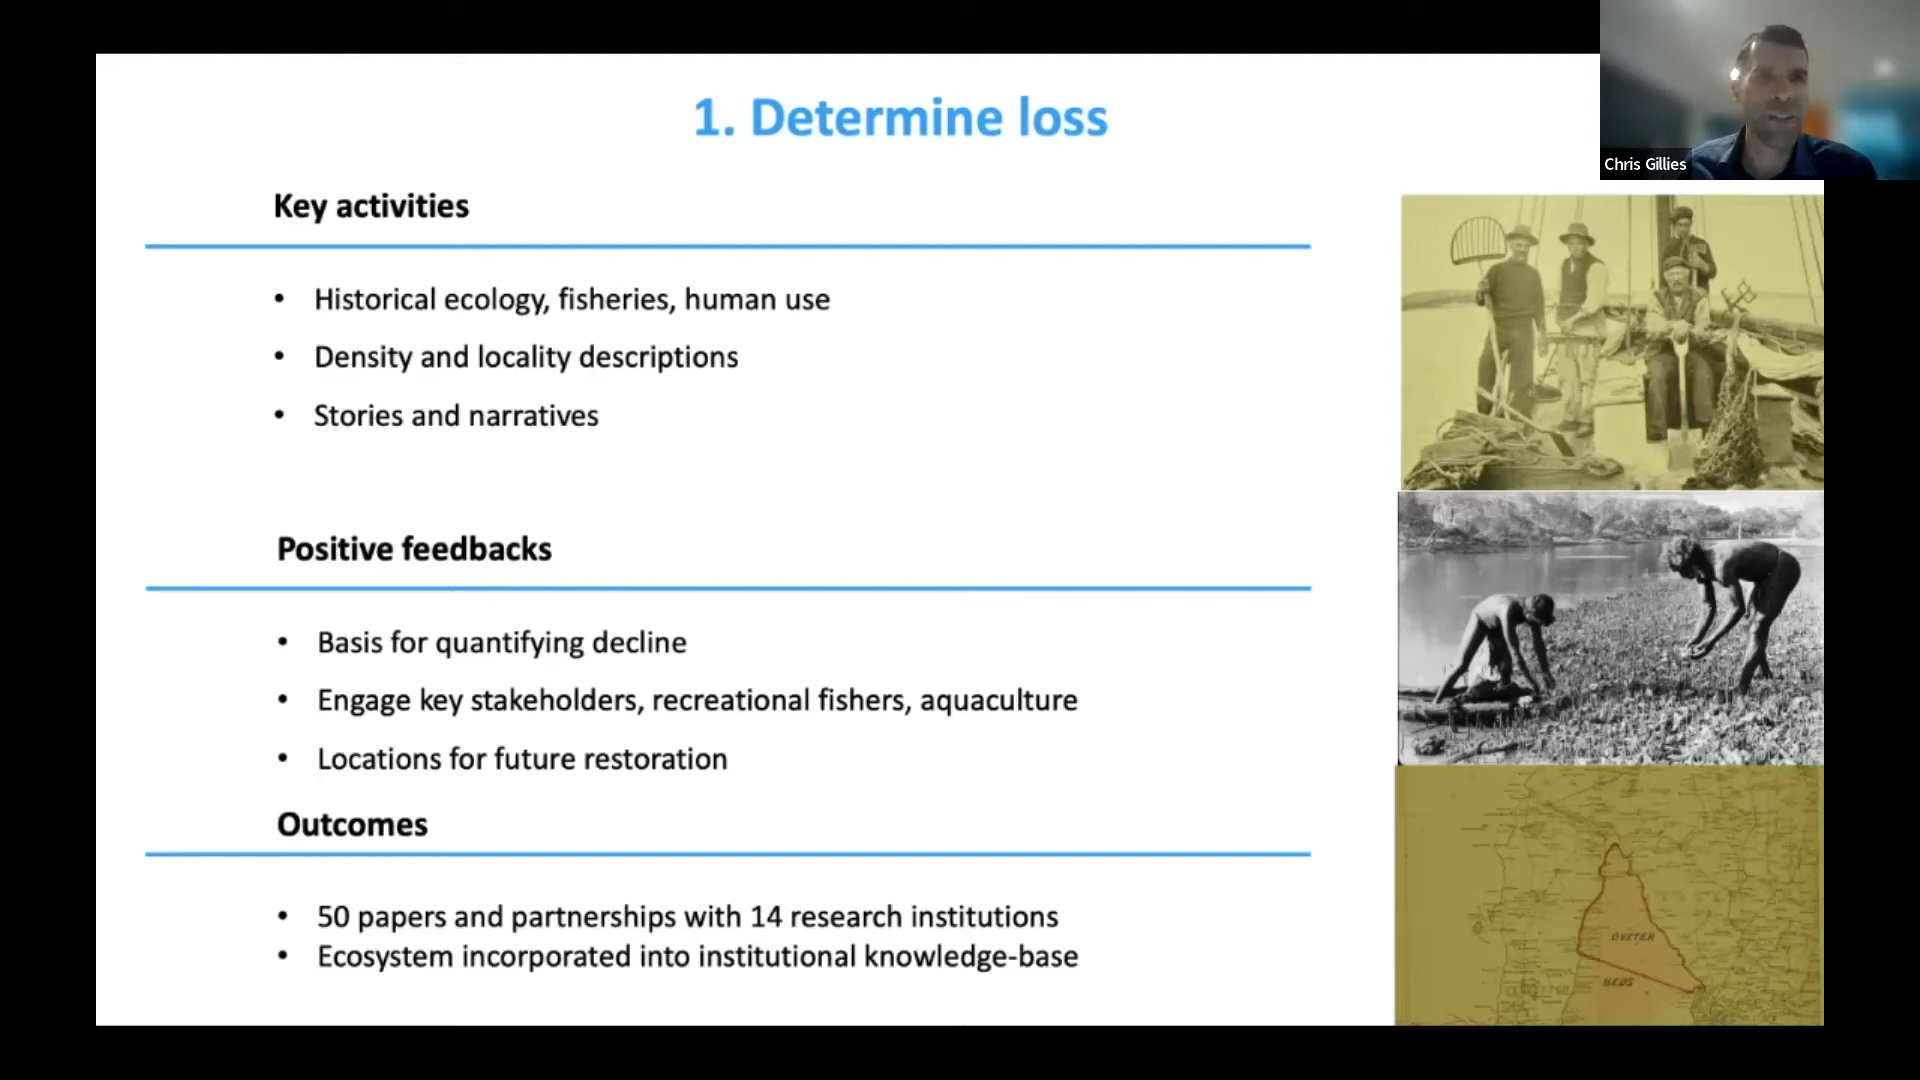 1. Determine loss
Chris Gillies
Key activities
• Historical ecology, fisheries, human use
• Density and locality descriptions
• Stories and narratives
Positive feedbacks
• Basis for quantifying decline
• Engage key stakeholders, recreational fishers, aquaculture
• Locations for future restoration
Outcomes
• 50 papers and partnerships with 14 research institutions
• Ecosystem incorporated into institutional knowledge-base
OYSTER
BEDS